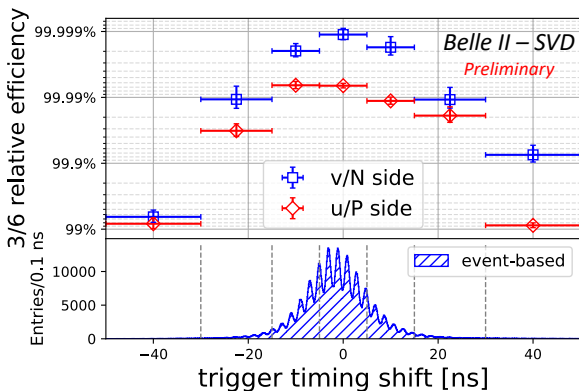 99.999%
Belle II – SVD
Preliminary
99.99%
99.9%
99%
3/6 relative efficiency
v/N side
u/P side
10000
5000
0
Entries/0.1 ns
event-based
−40 −20 0 20 40
trigger timing shift [ns]